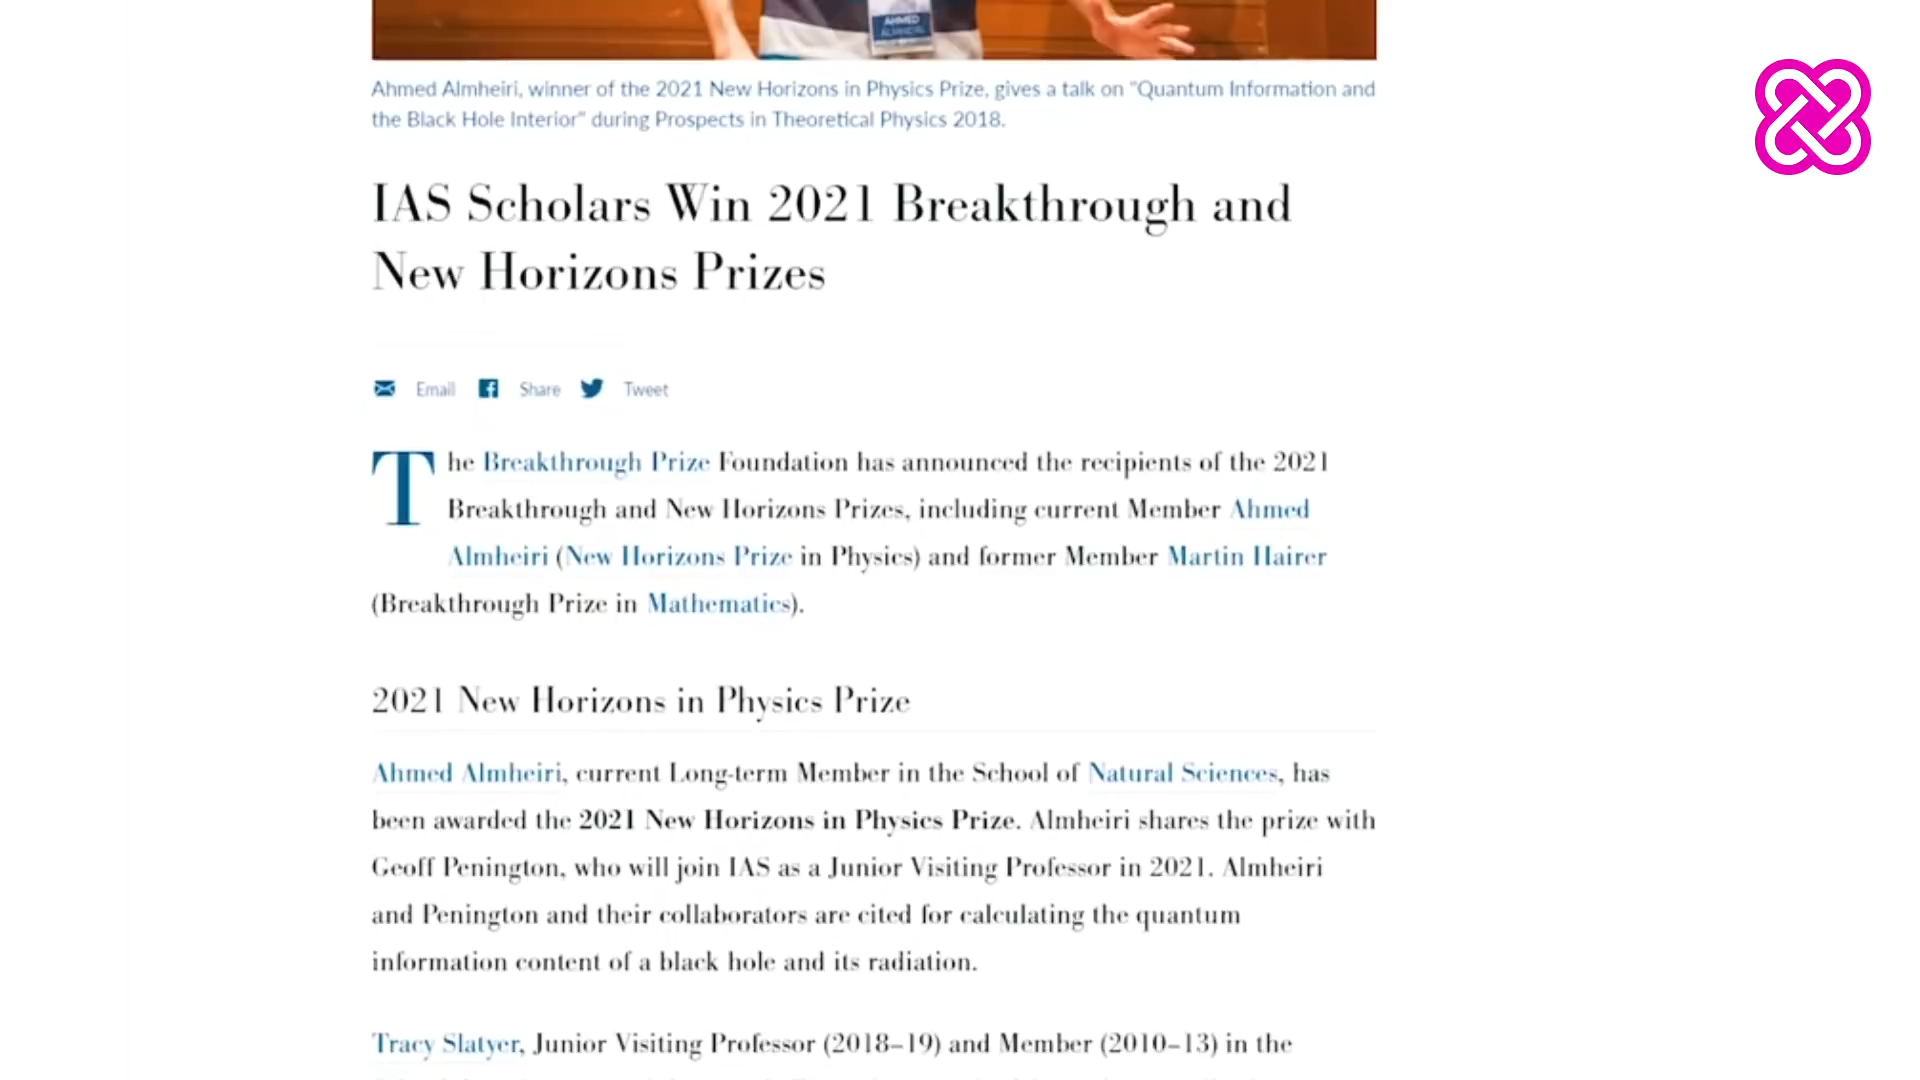 AHMED
ALMHEIRI
Ahmed Almheiri, winner of the 2021 New Horizons in Physics Prize, gives a talk on "Quantum Information and
the Black Hole Interior" during Prospects in Theoretical Physics 2018.
IAS Scholars Win 2021 Breakthrough and
New Horizons Prizes
Email Share Tweet
The Breakthrough Prize Foundation has announced the recipients of the 2021
Breakthrough and New Horizons Prizes, including current Member Ahmed
Almheiri (New Horizons Prize in Physics) and former Member Martin Hairer
(Breakthrough Prize in Mathematics).
2021 New Horizons in Physics Prize
Ahmed Almheiri, current Long-term Member in the School of Natural Sciences, has
been awarded the 2021 New Horizons in Physics Prize. Almheiri shares the prize with
Geoff Penington, who will join IAS as a Junior Visiting Professor in 2021. Almheiri
and Penington and their collaborators are cited for calculating the quantum
information content of a black hole and its radiation.
Tracy Slatyer, Junior Visiting Professor (2018–19) and Member (2010–13) in the